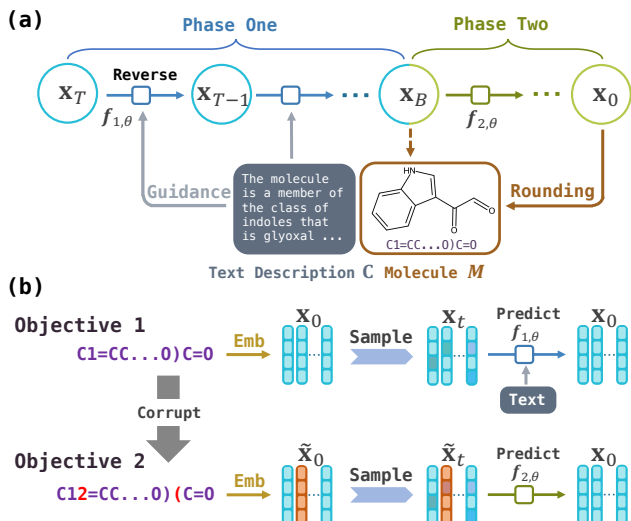 (a)
Phase One
Phase Two
Reverse
x_T
x_{T−1}
...
x_B
...
x_0
f_{1,θ}
f_{2,θ}
Guidance
The molecule
is a member of
the class of
indoles that
is glyoxal ...
HN
O
O
C1=CC...O)C=O
Rounding
Text Description C Molecule M
(b)
Objective 1
C1=CC...O)C=O
Emb
x_0
...
Sample
x_t
...
Predict
f_{1,θ}
Text
x_0
...
Corrupt
Objective 2
C12=CC...O)(C=O
Emb
x̃_0
...
Sample
x̃_t
...
Predict
f_{2,θ}
x_0
...